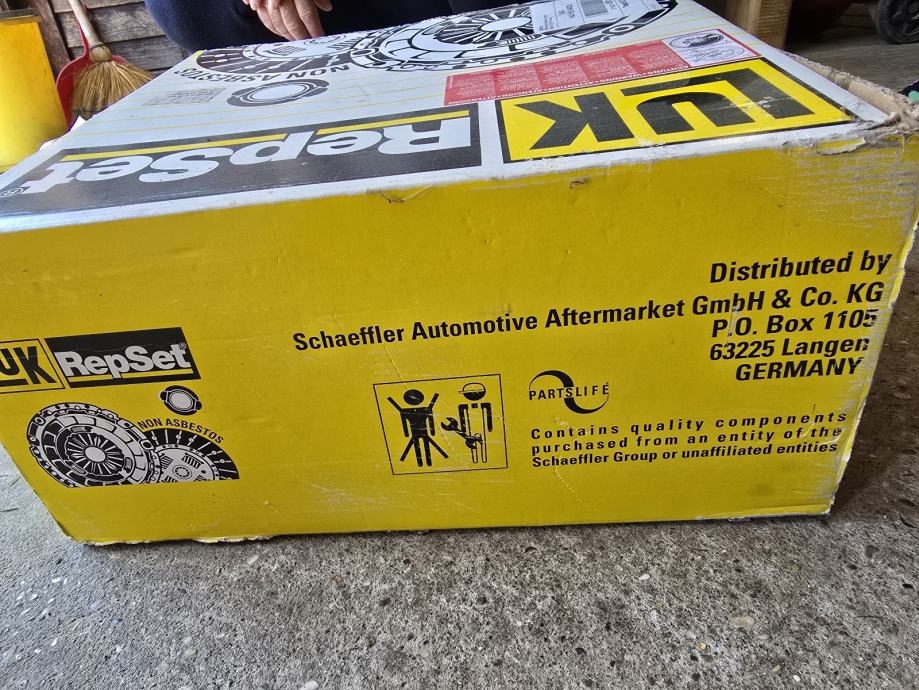 NON ASBESTOS
LUK
RepSet®
Distributed by
Schaeffler Automotive Aftermarket GmbH & Co. KG
P.O. Box 1105
63225 Langen
GERMANY
LUK RepSet®
NON ASBESTOS
PARTSLIFE
Contains quality components
purchased from an entity of the
Schaeffler Group or unaffiliated entities